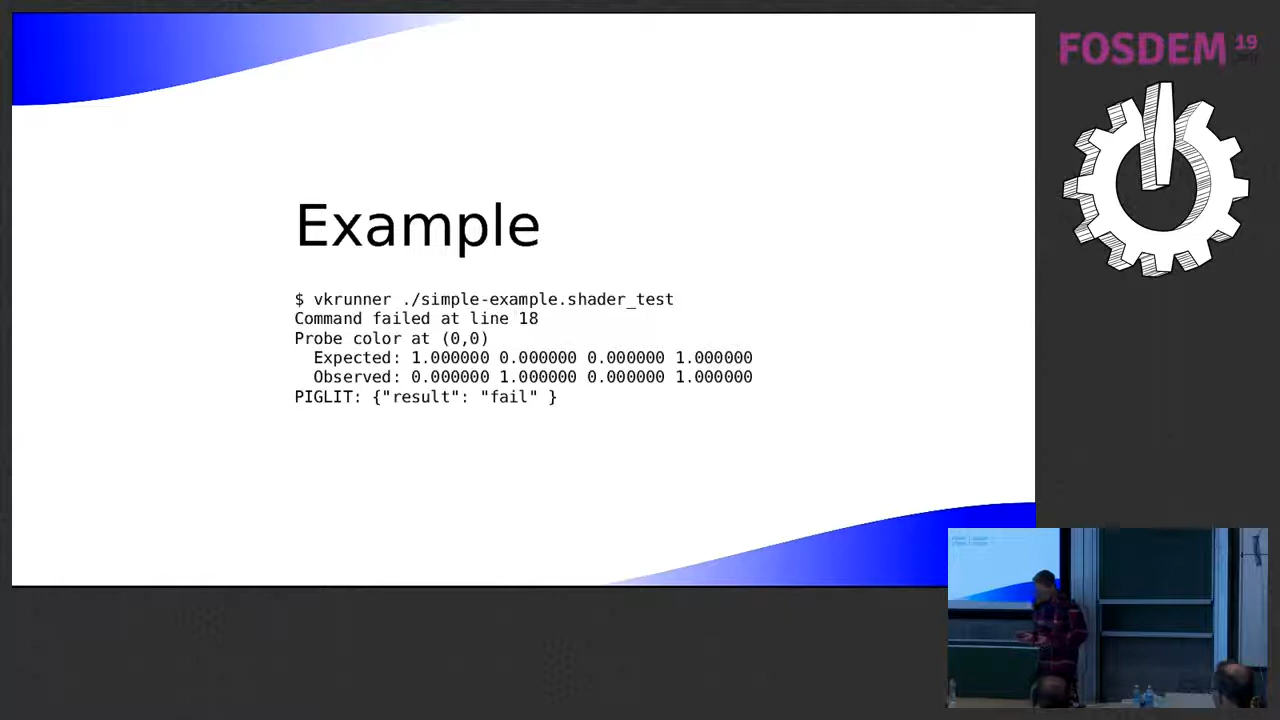 FOSDEM 19
Example
$ vkrunner ./simple-example.shader_test
Command failed at line 18
Probe color at (0,0)
  Expected: 1.000000 0.000000 0.000000 1.000000
  Observed: 0.000000 1.000000 0.000000 1.000000
PIGLIT: {"result": "fail" }